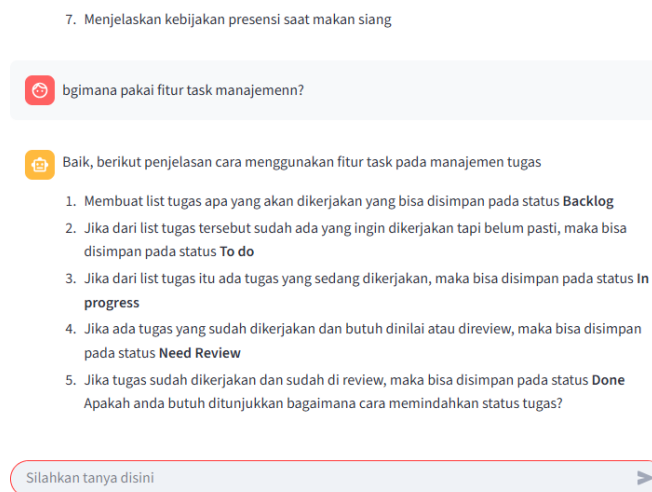 7. Menjelaskan kebijakan presensi saat makan siang
bgimana pakai fitur task manajemenn?
Baik, berikut penjelasan cara menggunakan fitur task pada manajemen tugas
1. Membuat list tugas apa yang akan dikerjakan yang bisa disimpan pada status Backlog
2. Jika dari list tugas tersebut sudah ada yang ingin dikerjakan tapi belum pasti, maka bisa
disimpan pada status To do
3. Jika dari list tugas itu ada tugas yang sedang dikerjakan, maka bisa disimpan pada status In
progress
4. Jika ada tugas yang sudah dikerjakan dan butuh dinilai atau direview, maka bisa disimpan
pada status Need Review
5. Jika tugas sudah dikerjakan dan sudah di review, maka bisa disimpan pada status Done
Apakah anda butuh ditunjukkan bagaimana cara memindahkan status tugas?
Silahkan tanya disini